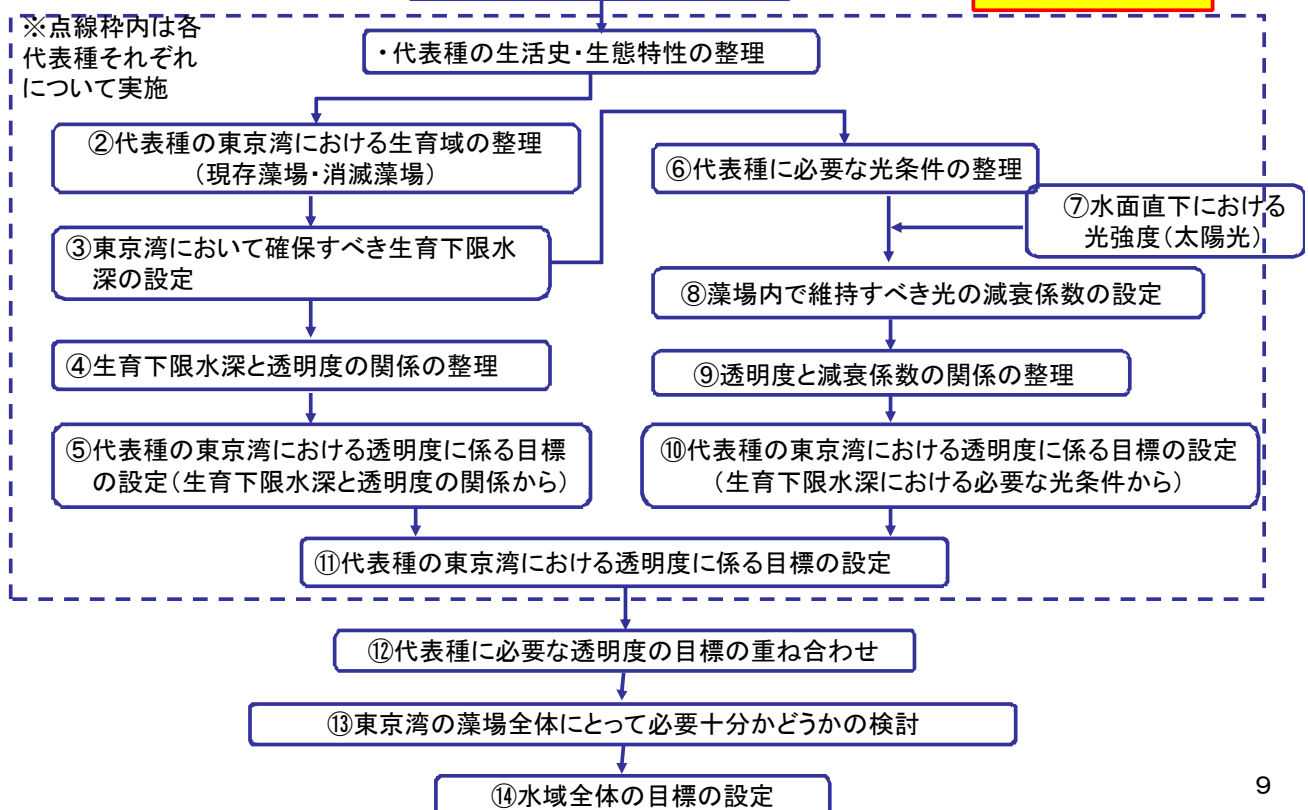 ※点線枠内は各
代表種それぞれ
について実施
・代表種の生活史・生態特性の整理
②代表種の東京湾における生育域の整理
(現存藻場・消滅藻場)
③東京湾において確保すべき生育下限水
深の設定
④生育下限水深と透明度の関係の整理
⑤代表種の東京湾における透明度に係る目標
の設定(生育下限水深と透明度の関係から)
⑥代表種に必要な光条件の整理
⑦水面直下における
光強度(太陽光)
⑧藻場内で維持すべき光の減衰係数の設定
⑨透明度と減衰係数の関係の整理
⑩代表種の東京湾における透明度に係る目標の設定
(生育下限水深における必要な光条件から)
⑪代表種の東京湾における透明度に係る目標の設定
⑫代表種に必要な透明度の目標の重ね合わせ
⑬東京湾の藻場全体にとって必要十分かどうかの検討
⑭水域全体の目標の設定
9